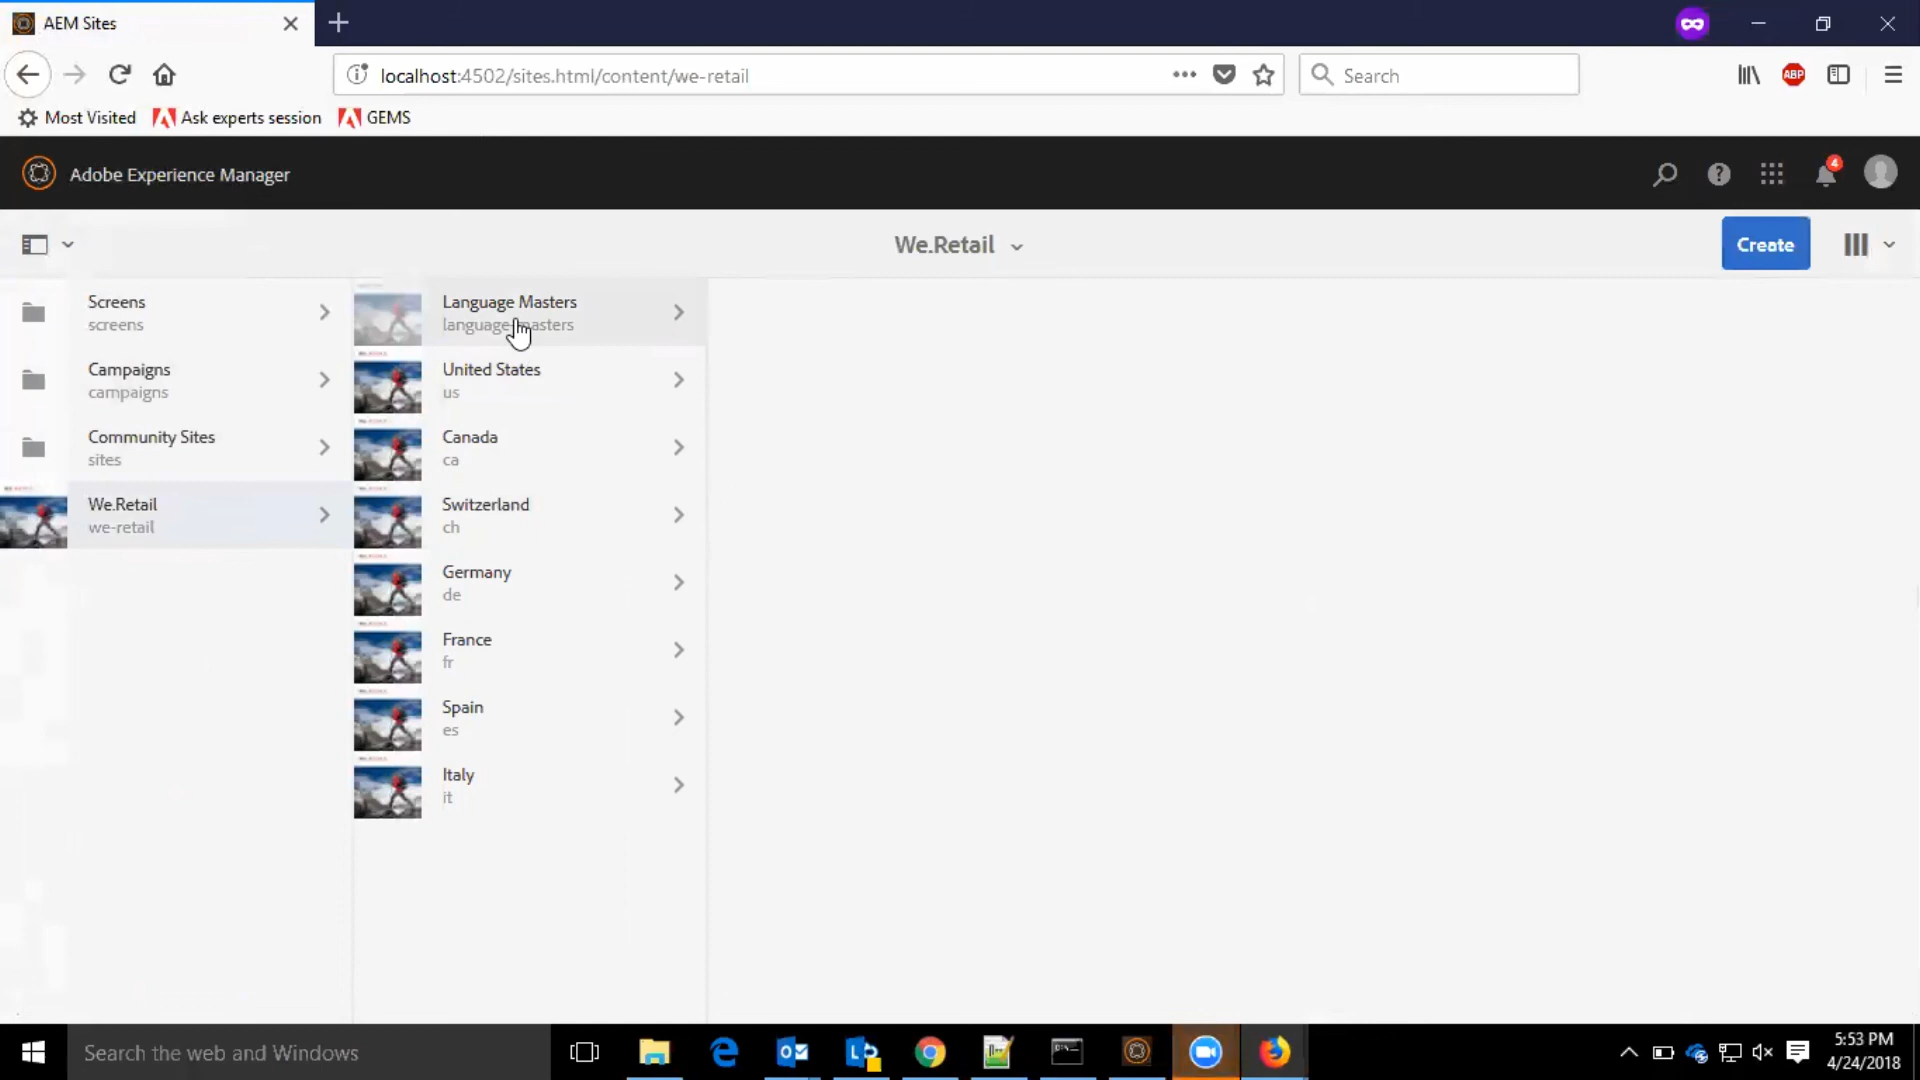 AEM Sites
localhost:4502/sites.html/content/we-retail
Search
Most Visited
Ask experts session
GEMS
Adobe Experience Manager
4
We.Retail
Create
Screens
screens
Campaigns
campaigns
Community Sites
sites
We.Retail
we-retail
Language Masters
language-masters
United States
us
Canada
ca
Switzerland
ch
Germany
de
France
fr
Spain
es
Italy
it
Search the web and Windows
5:53 PM
4/24/2018